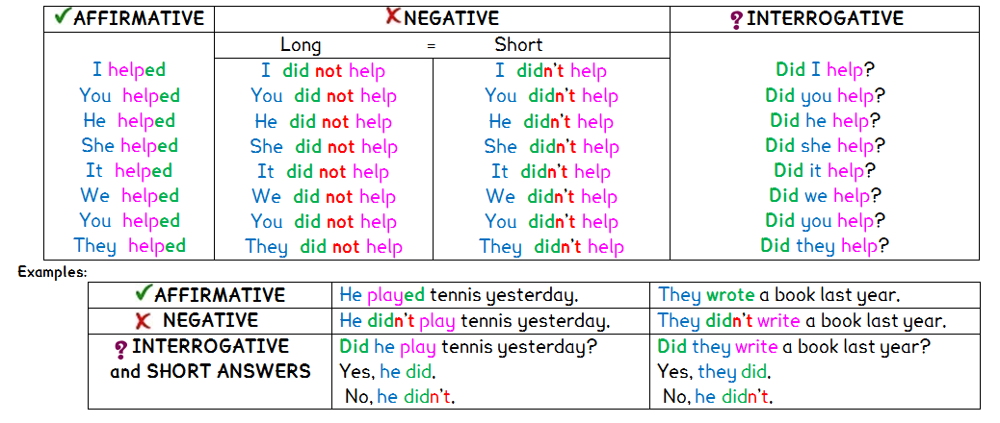 AFFIRMATIVE NEGATIVE INTERROGATIVE
Long = Short
I helped I did not help I didn't help Did I help?
You helped You did not help You didn't help Did you help?
He helped He did not help He didn't help Did he help?
She helped She did not help She didn't help Did she help?
It helped It did not help It didn't help Did it help?
We helped We did not help We didn't help Did we help?
You helped You did not help You didn't help Did you help?
They helped They did not help They didn't help Did they help?
Examples:
AFFIRMATIVE He played tennis yesterday. They wrote a book last year.
NEGATIVE He didn't play tennis yesterday. They didn't write a book last year.
? INTERROGATIVE Did he play tennis yesterday? Did they write a book last year?
and SHORT ANSWERS Yes, he did. Yes, they did.
No, he didn't. No, he didn't.